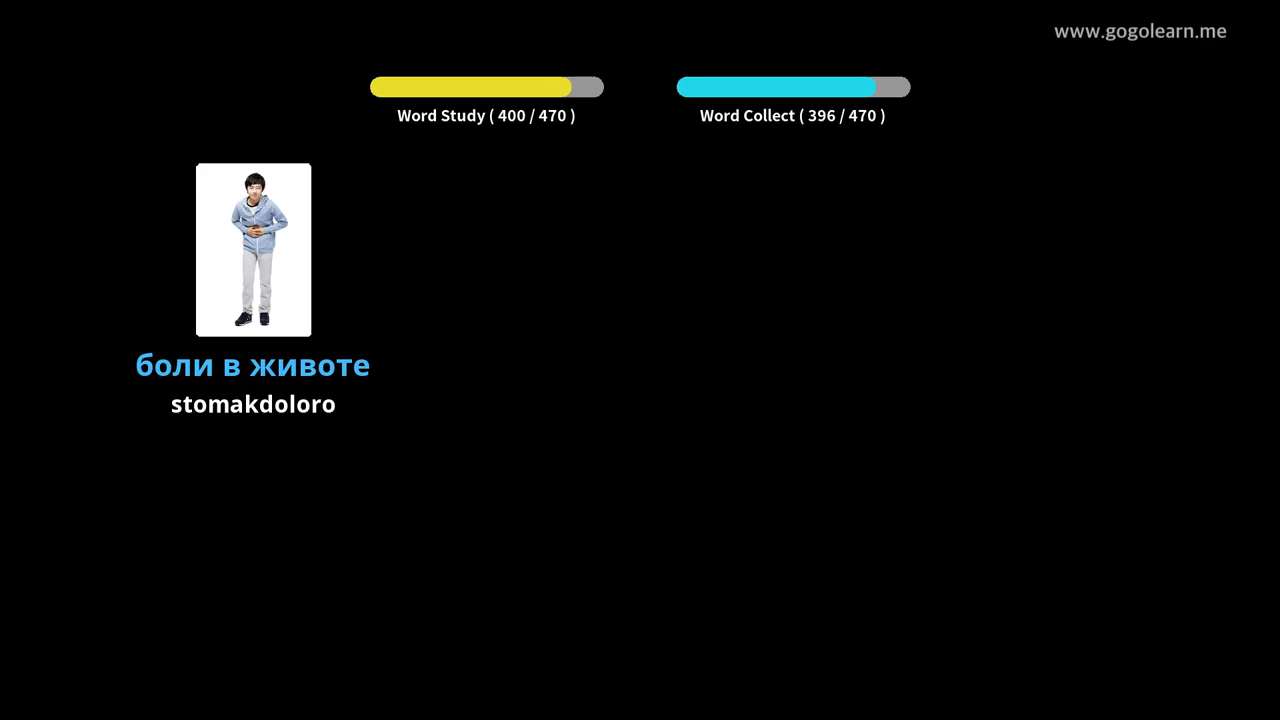 www.gogolearn.me
Word Study ( 400 / 470 )
Word Collect ( 396 / 470 )
боли в животе
stomakdoloro